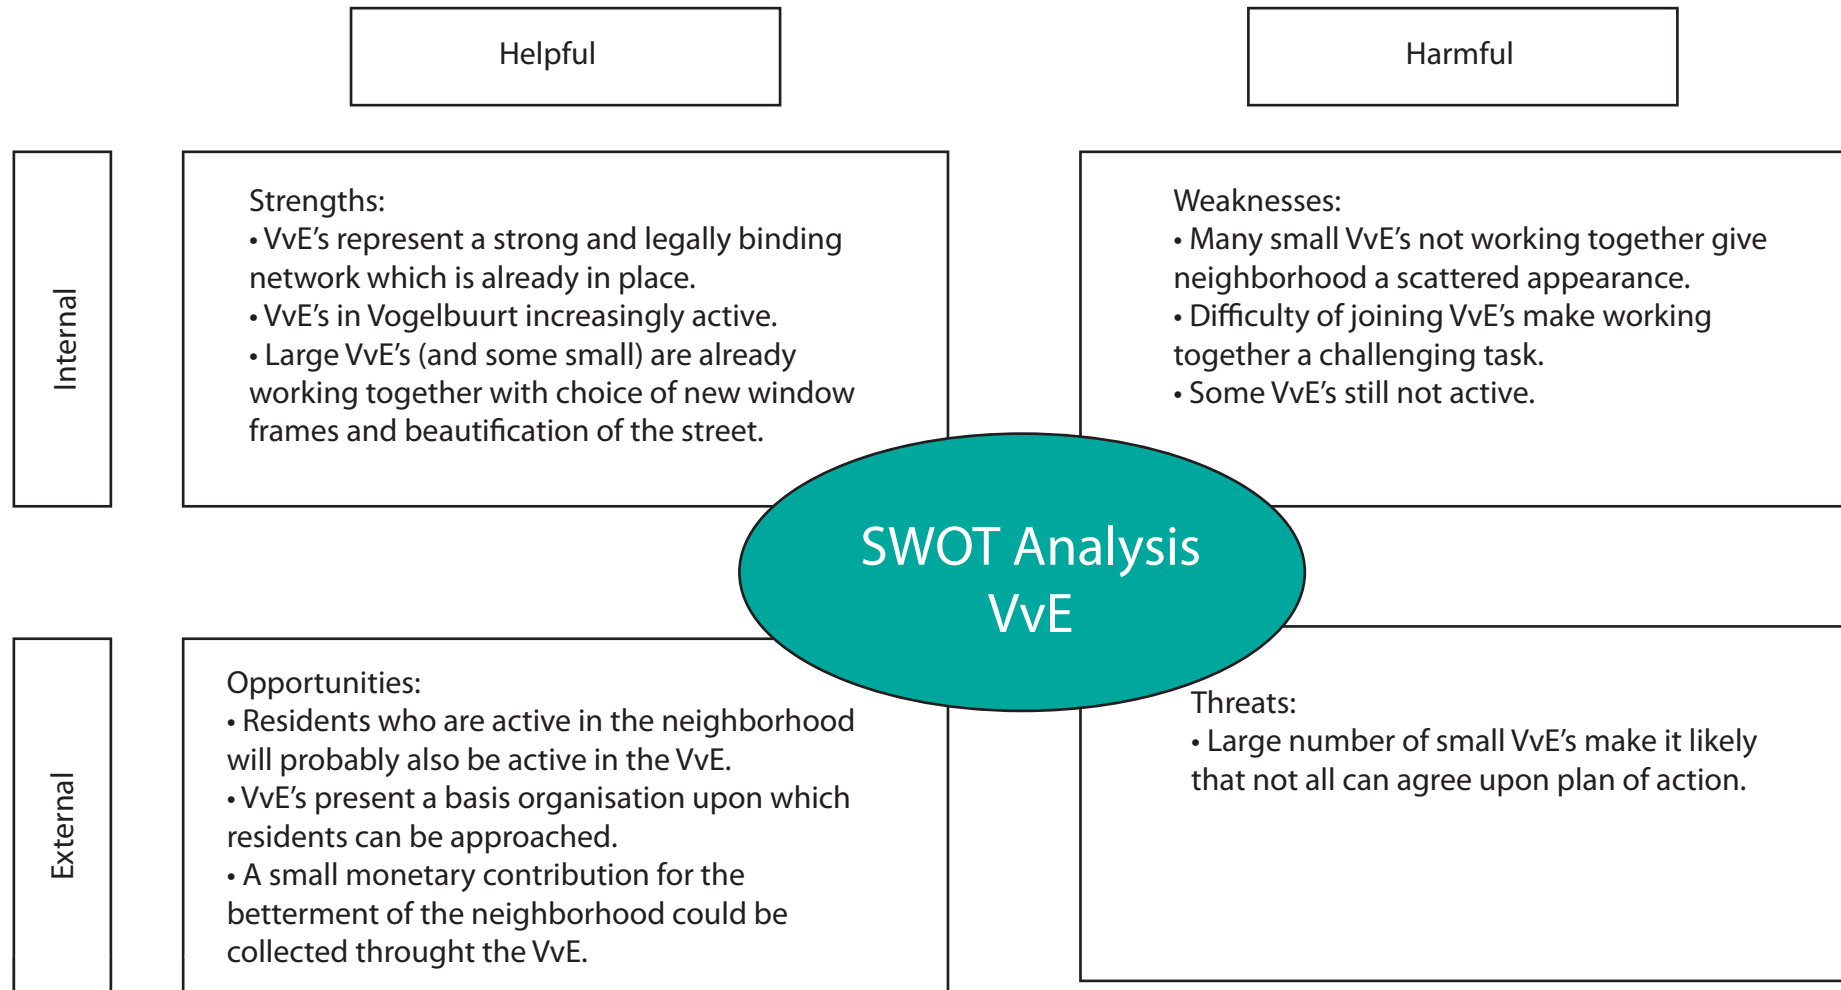 Helpful
Harmful
Internal
Strengths:
• VvE’s represent a strong and legally binding
network which is already in place.
• VvE’s in Vogelbuurt increasingly active.
• Large VvE’s (and some small) are already
working together with choice of new window
frames and beautification of the street.
Weaknesses:
• Many small VvE’s not working together give
neighborhood a scattered appearance.
• Difficulty of joining VvE’s make working
together a challenging task.
• Some VvE’s still not active.
SWOT Analysis
VvE
External
Opportunities:
• Residents who are active in the neighborhood
will probably also be active in the VvE.
• VvE’s present a basis organisation upon which
residents can be approached.
• A small monetary contribution for the
betterment of the neighborhood could be
collected throught the VvE.
Threats:
• Large number of small VvE’s make it likely
that not all can agree upon plan of action.